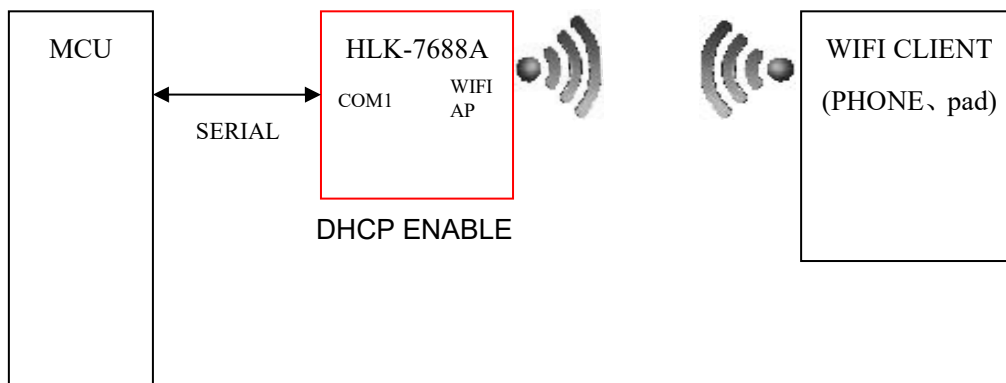 MCU
SERIAL
HLK-7688A
COM1
WIFI
AP
DHCP ENABLE
WIFI CLIENT
(PHONE、pad)